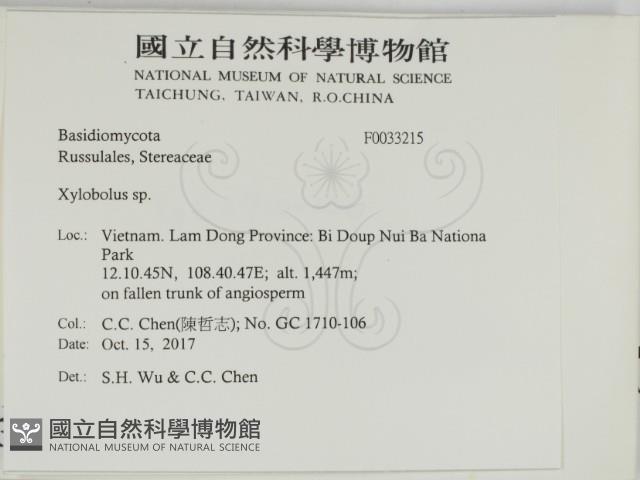 國立自然科學博物館
NATIONAL MUSEUM OF NATURAL SCIENCE
TAICHUNG, TAIWAN, R.O.CHINA
Basidiomycota F0033215
Russulales, Stereaceae
Xylobolus sp.
Loc.: Vietnam. Lam Dong Province: Bi Doup Nui Ba Nationa
Park
12.10.45N, 108.40.47E; alt. 1,447m;
on fallen trunk of angiosperm
Col.: C.C. Chen(陳哲志); No. GC 1710-106
Date: Oct. 15, 2017
Det.: S.H. Wu & C.C. Chen
國立自然科學博物館
NATIONAL MUSEUM OF NATURAL SCIENCE